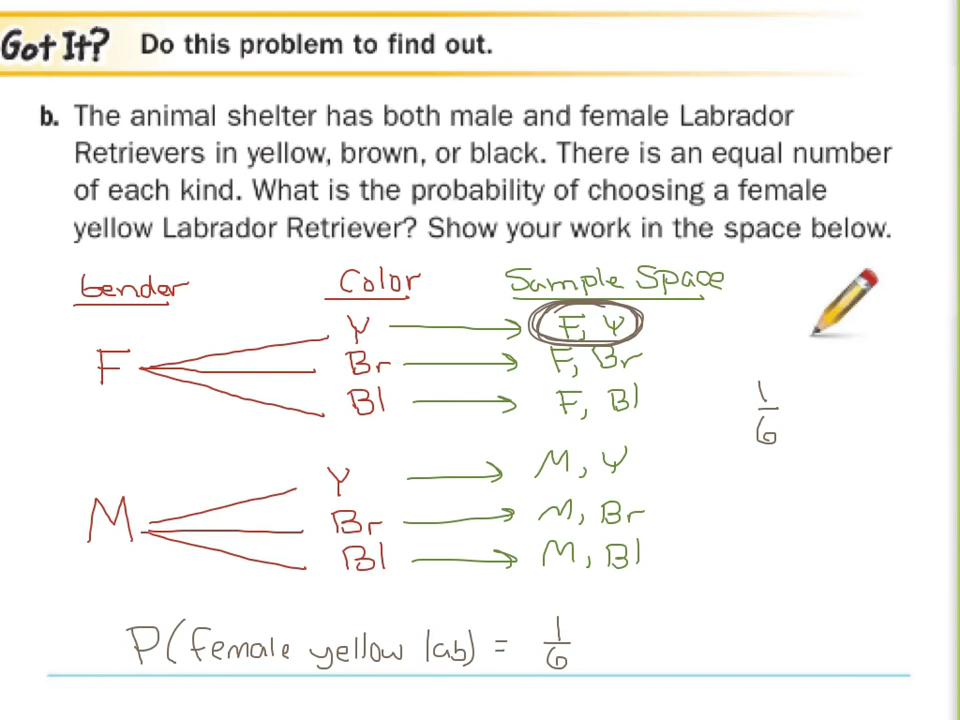 Got It? Do this problem to find out.
b. The animal shelter has both male and female Labrador
Retrievers in yellow, brown, or black. There is an equal number
of each kind. What is the probability of choosing a female
yellow Labrador Retriever? Show your work in the space below.
Gender Color Sample Space
F
Y F, Y
Br F, Br
Bl F, Bl
1/6
M
Y M, Y
Br M, Br
Bl M, Bl
P(female yellow lab) = 1/6